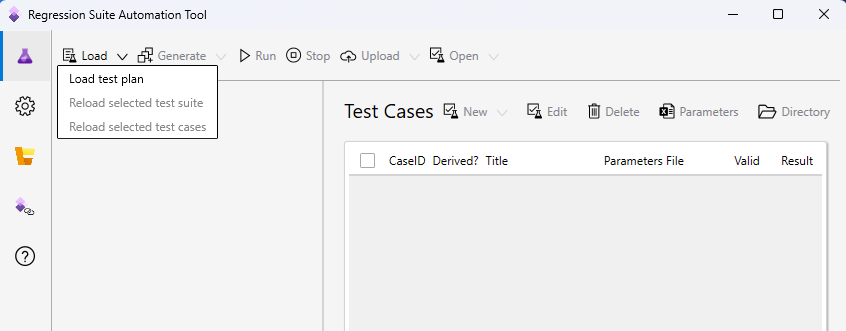 Regression Suite Automation Tool
Load Generate Run Stop Upload Open
Load test plan
Reload selected test suite
Reload selected test cases
Test Cases New Edit Delete Parameters Directory
CaseID Derived? Title Parameters File Valid Result